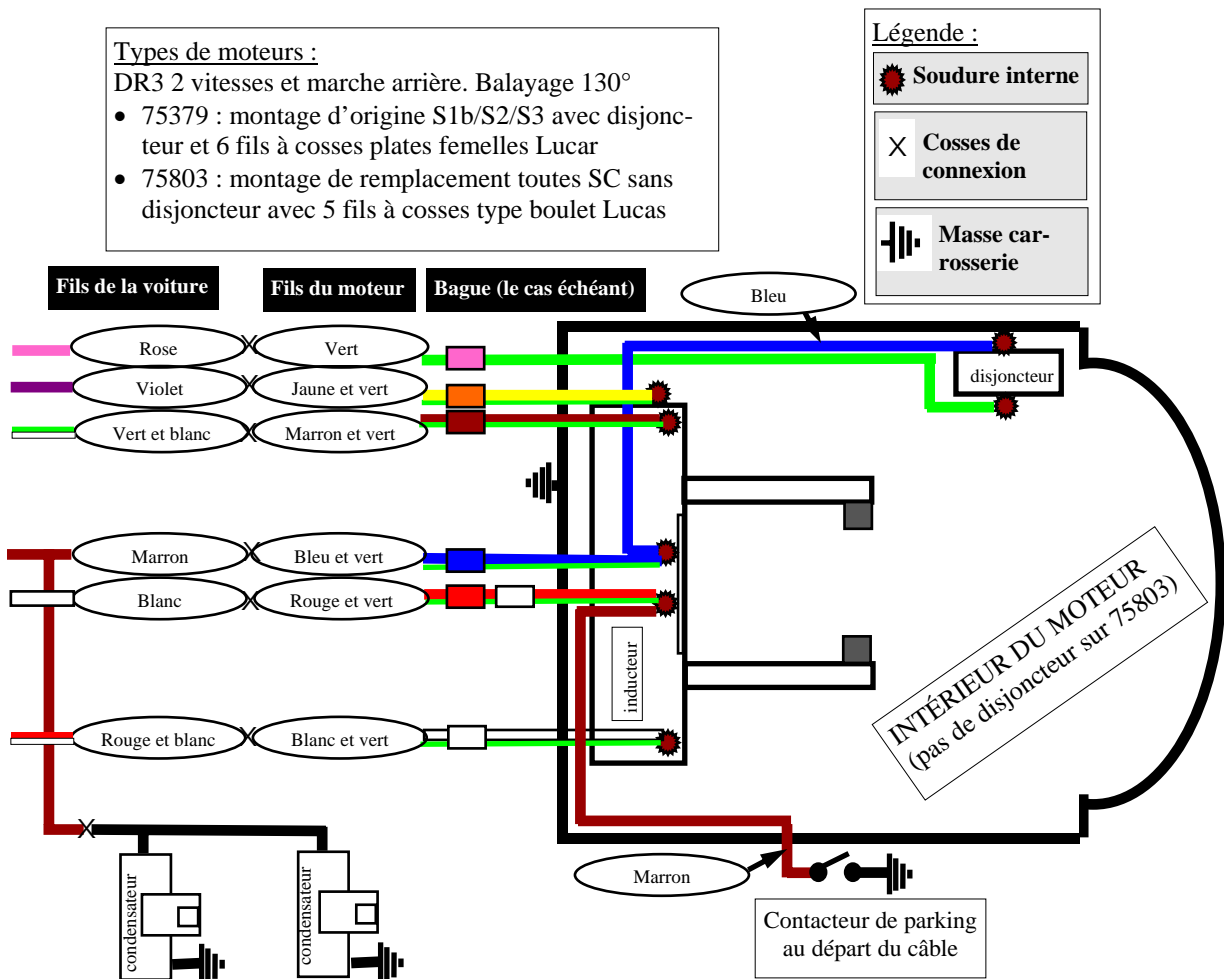 Types de moteurs :
DR3 2 vitesses et marche arrière. Balayage 130°
• 75379 : montage d'origine S1b/S2/S3 avec disjonc-
teur et 6 fils à cosses plates femelles Lucar
• 75803 : montage de remplacement toutes SC sans
disjoncteur avec 5 fils à cosses type boulet Lucas
Légende :
Soudure interne
X Cosses de
connexion
Masse car-
rosserie
Fils de la voiture
Fils du moteur
Bague (le cas échéant)
Bleu
Rose X Vert
Violet X Jaune et vert
Vert et blanc X Marron et vert
disjoncteur
Marron X Bleu et vert
Blanc X Rouge et vert
Rouge et blanc X Blanc et vert
inducteur
INTÉRIEUR DU MOTEUR
(pas de disjoncteur sur 75803)
X
condensateur
condensateur
Marron
Contacteur de parking
au départ du câble